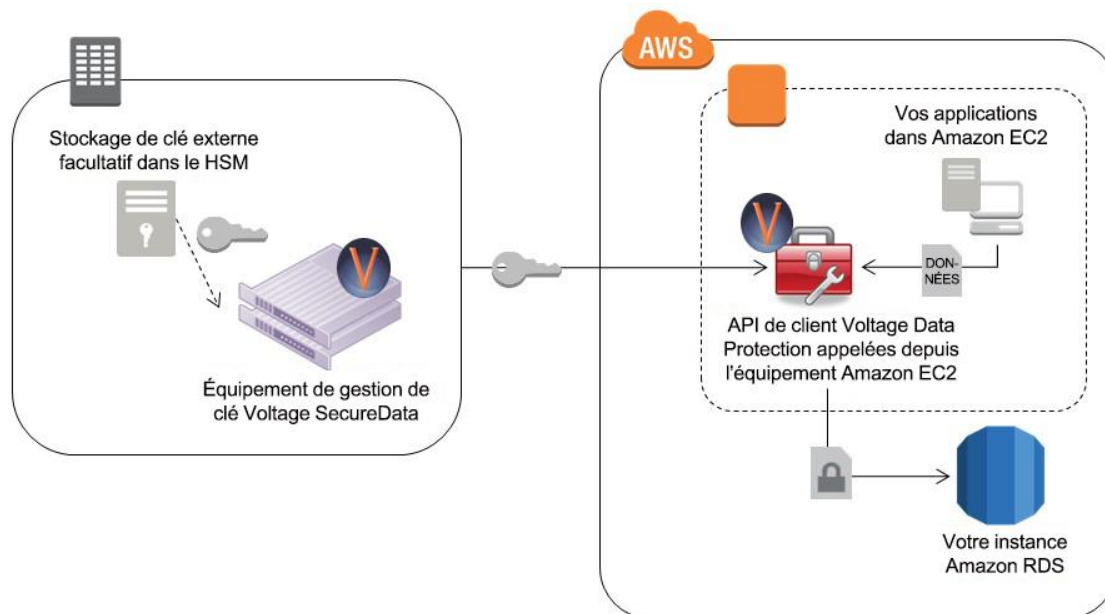 AWS
Stockage de clé externe
facultatif dans le HSM
V
Équipement de gestion de
clé Voltage SecureData
Vos applications
dans Amazon EC2
V
DON-
NÉES
API de client Voltage Data
Protection appelées depuis
l'équipement Amazon EC2
Votre instance
Amazon RDS